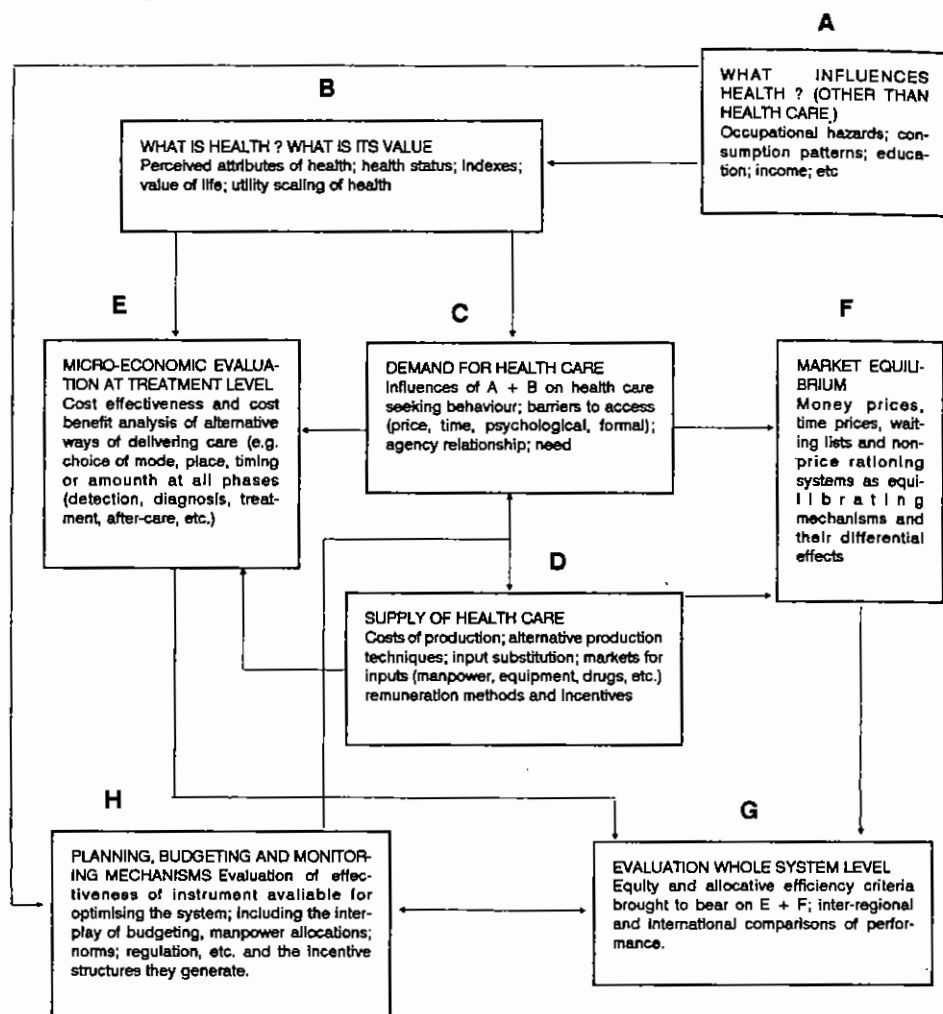 A
WHAT INFLUENCES
HEALTH ? (OTHER THAN
HEALTH CARE.)
Occupational hazards; con-
sumption patterns; educa-
tion; income; etc
B
WHAT IS HEALTH ? WHAT IS ITS VALUE
Perceived attributes of health; health status; indexes;
value of life; utility scaling of health
E
MICRO-ECONOMIC EVALUA-
TION AT TREATMENT LEVEL
Cost effectiveness and cost
benefit analysis of alternative
ways of delivering care (e.g.
choice of mode, place, timing
or amounth at all phases
(detection, diagnosis, treat-
ment, after-care, etc.)
C
DEMAND FOR HEALTH CARE
Influences of A + B on health care
seeking behaviour; barriers to access
(price, time, psychological, formal);
agency relationship; need
F
MARKET EQUILI-
BRIUM
Money prices,
time prices, wai-
ting lists and non-
price rationing
systems as equi-
librating
mechanisms and
their differential
effects
D
SUPPLY OF HEALTH CARE
Costs of production; alternative production
techniques; input substitution; markets for
inputs (manpower, equipment, drugs, etc.)
remuneration methods and incentives
H
PLANNING, BUDGETING AND MONITOR-
ING MECHANISMS Evaluation of effec-
tiveness of instrument available for
optimising the system; including the inter-
play of budgeting, manpower allocations;
norms; regulation, etc. and the incentive
structures they generate.
G
EVALUATION WHOLE SYSTEM LEVEL
Equity and allocative efficiency criteria
brought to bear on E + F; inter-regional
and international comparisons of perfor-
mance.